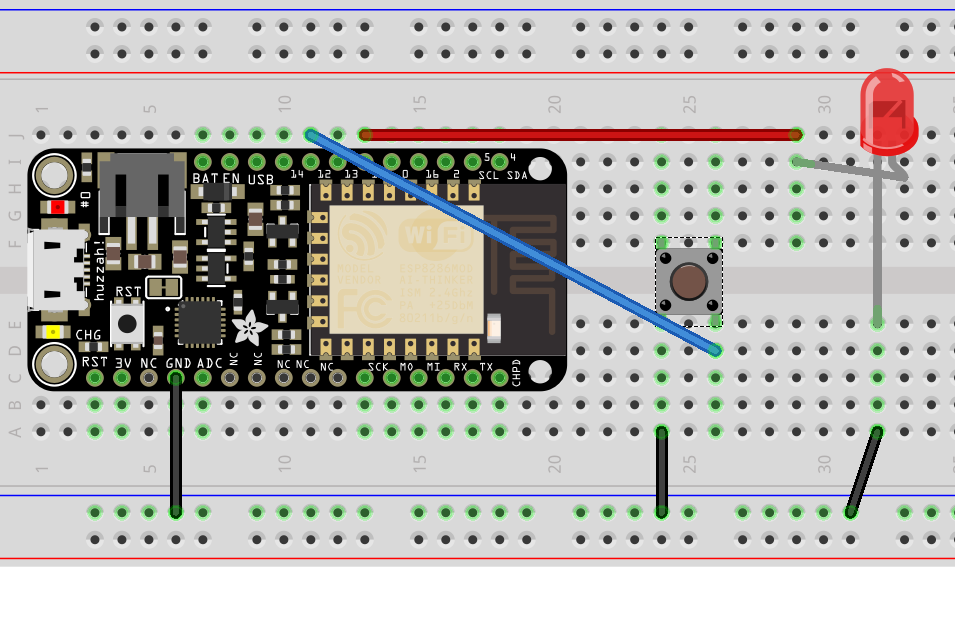 1 5 10 15 20 25 30
J
I
H
G
F
BAT EN USB 14 12 13 0 16 2 SCL SDA
5 4
#0
WiFi
huzzah!
RST
FC
CHG
RST 3V NC GND ADC NC NC NC NC NC SCK MO MI RX TX CHPD
E
D
C
B
A
1 5 10 15 20 25 30